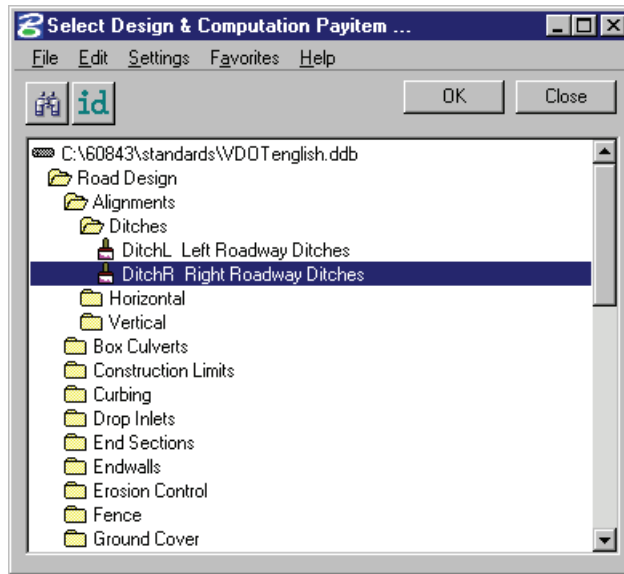 Select Design & Computation Payitem ...
File Edit Settings Favorites Help
id OK Close
C:\60843\standards\VDOTenglish.ddb
Road Design
Alignments
Ditches
DitchL Left Roadway Ditches
DitchR Right Roadway Ditches
Horizontal
Vertical
Box Culverts
Construction Limits
Curbing
Drop Inlets
End Sections
Endwalls
Erosion Control
Fence
Ground Cover